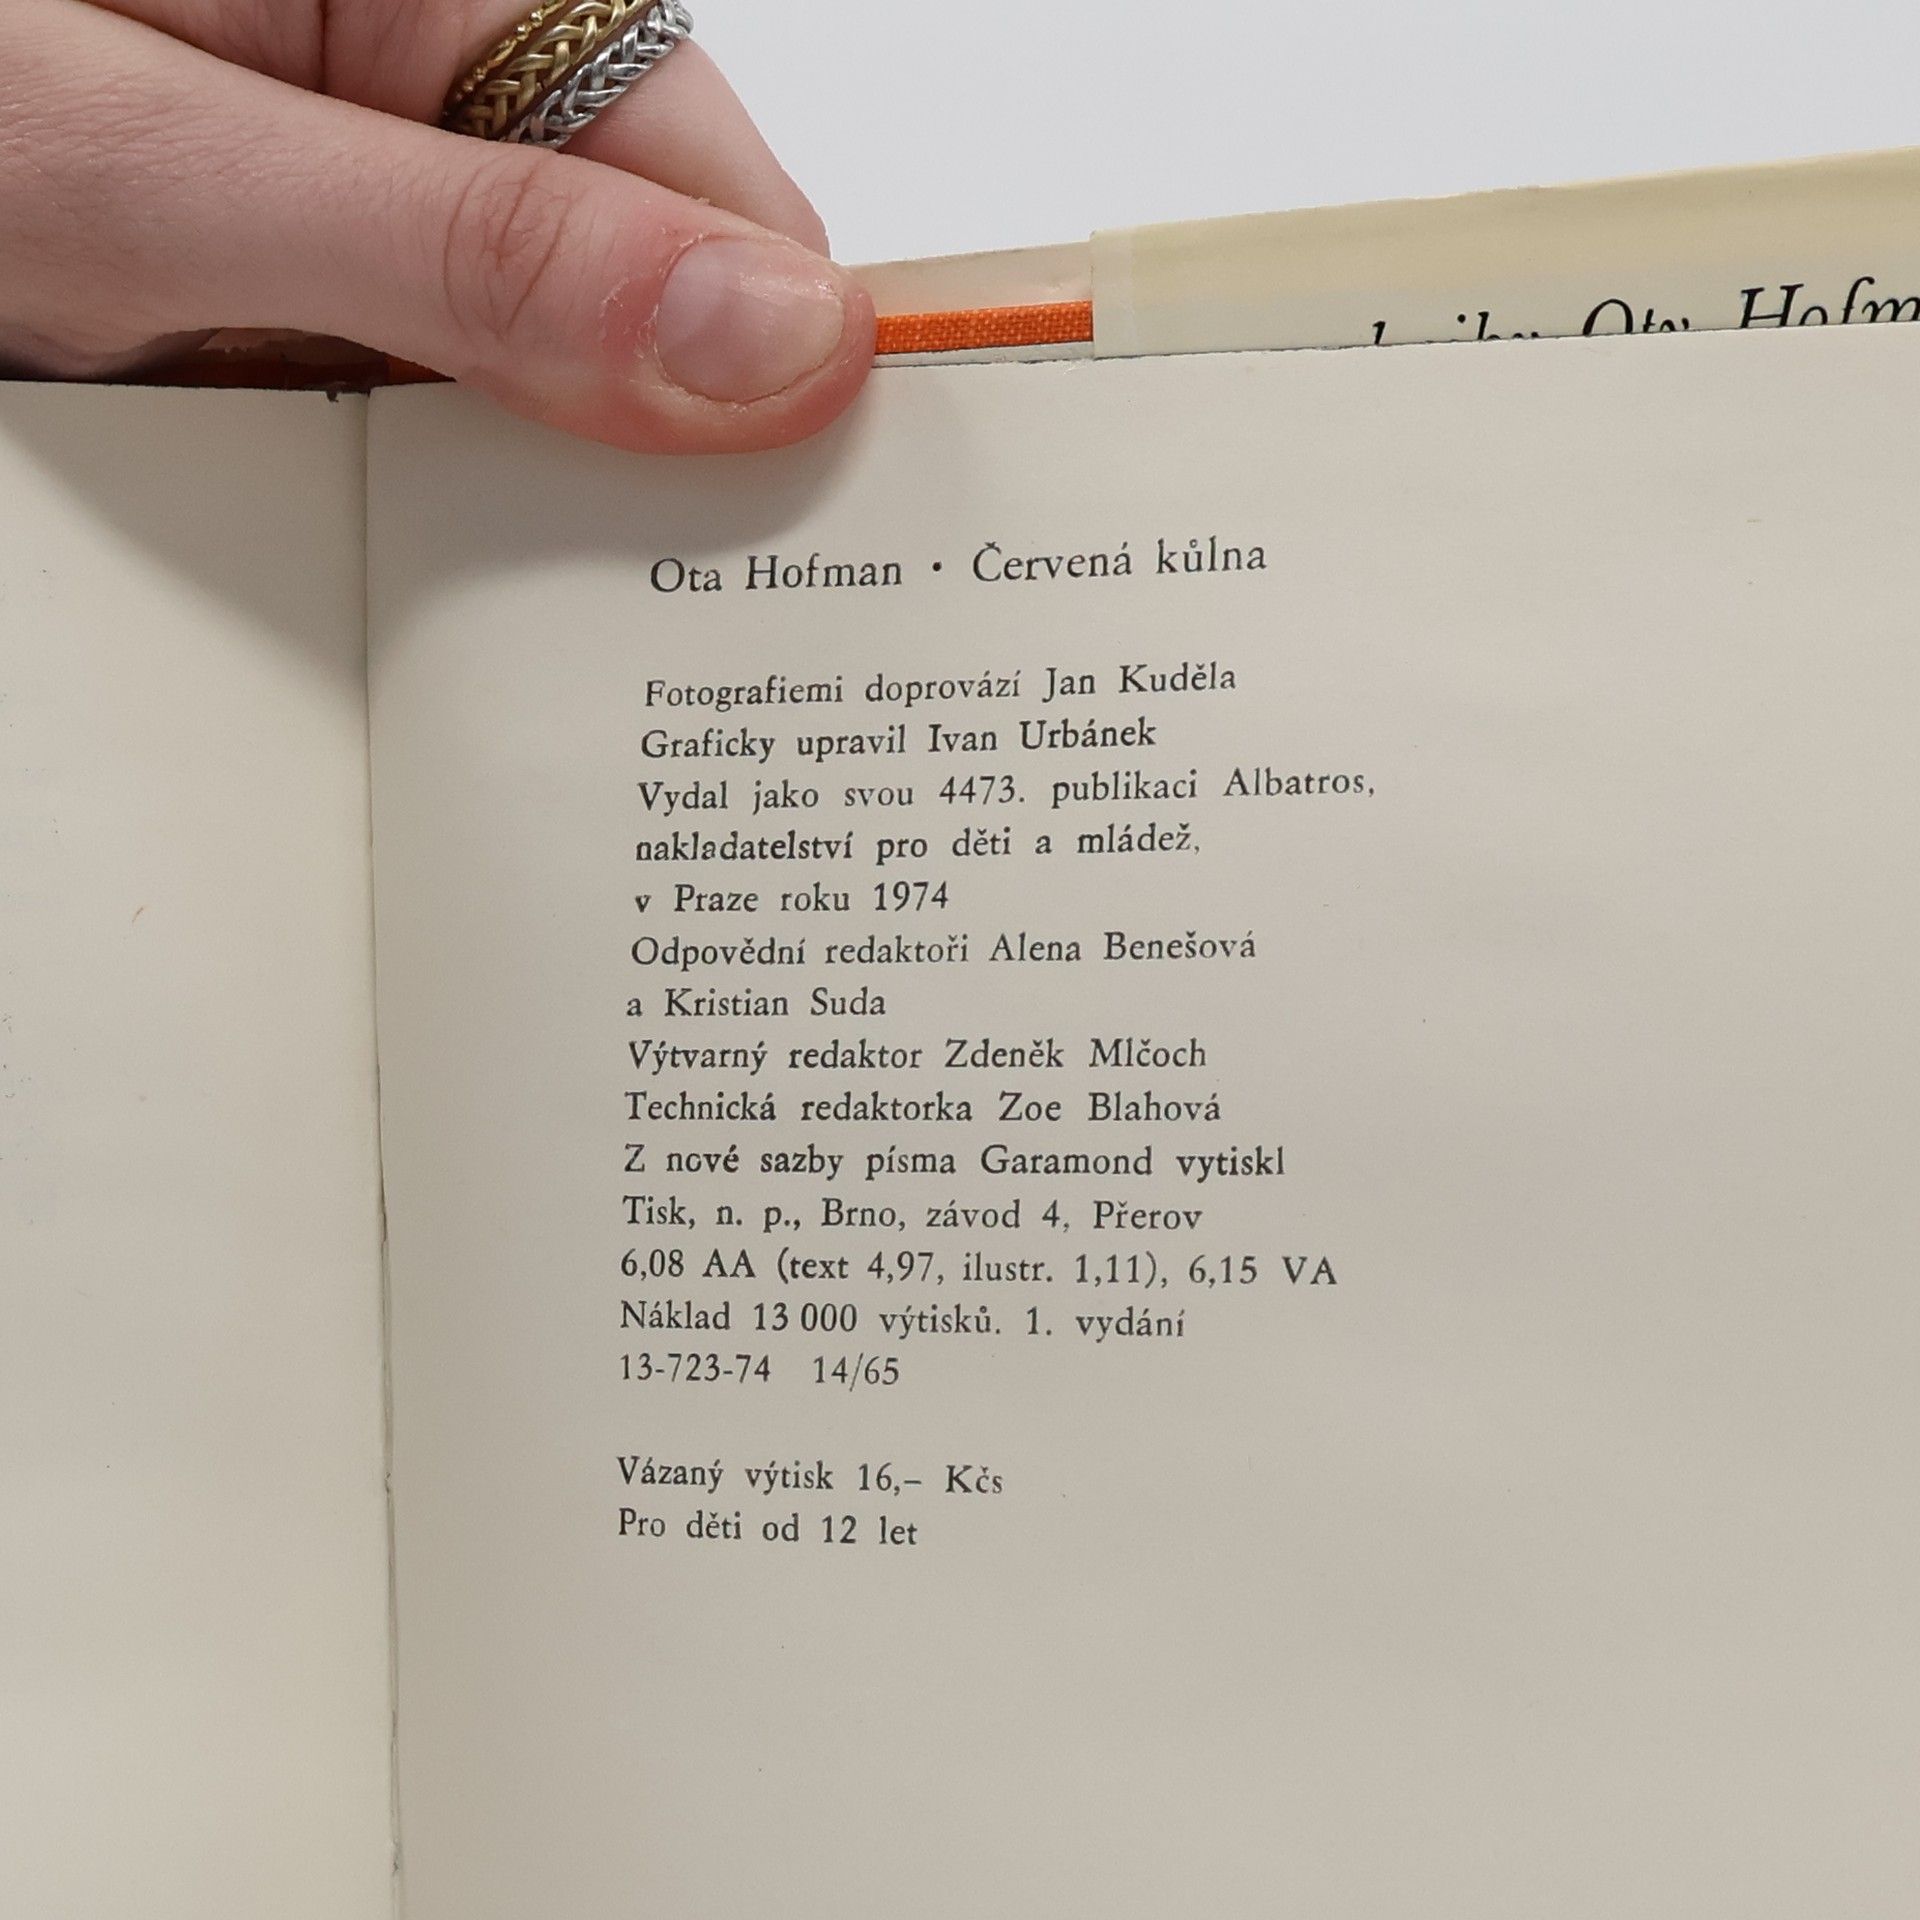 Oty Hofm
Ota Hofman • Červená kůlna
Fotografiemi doprovází Jan Kuděla
Graficky upravil Ivan Urbánek
Vydal jako svou 4473. publikaci Albatros,
nakladatelství pro děti a mládež,
v Praze roku 1974
Odpovědní redaktoři Alena Benešová
a Kristian Suda
Výtvarný redaktor Zdeněk Mlčoch
Technická redaktorka Zoe Blahová
Z nové sazby písma Garamond vytiskl
Tisk, n. p., Brno, závod 4, Přerov
6,08 AA (text 4,97, ilustr. 1,11), 6,15 VA
Náklad 13 000 výtisků. 1. vydání
13-723-74 14/65
Vázaný výtisk 16,– Kčs
Pro děti od 12 let